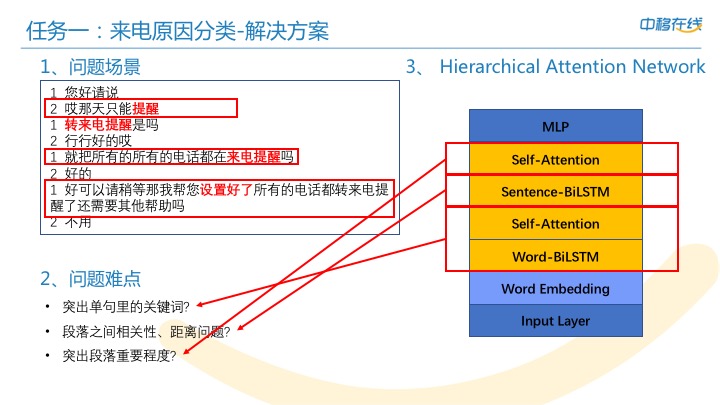 任务一：来电原因分类-解决方案
中移在线
1、问题场景
1 您好请说
2 哎那天只能提醒
1 转来电提醒是吗
2 行行好的哎
1 就把所有的所有的电话都在来电提醒吗
2 好的
1 好可以请稍等那我帮您设置好了所有的电话都转来电提
醒了还需要其他帮助吗
2 不用
2、问题难点
• 突出单句里的关键词?
• 段落之间相关性、距离问题?
• 突出段落重要程度?
3、 Hierarchical Attention Network
MLP
Self-Attention
Sentence-BiLSTM
Self-Attention
Word-BiLSTM
Word Embedding
Input Layer